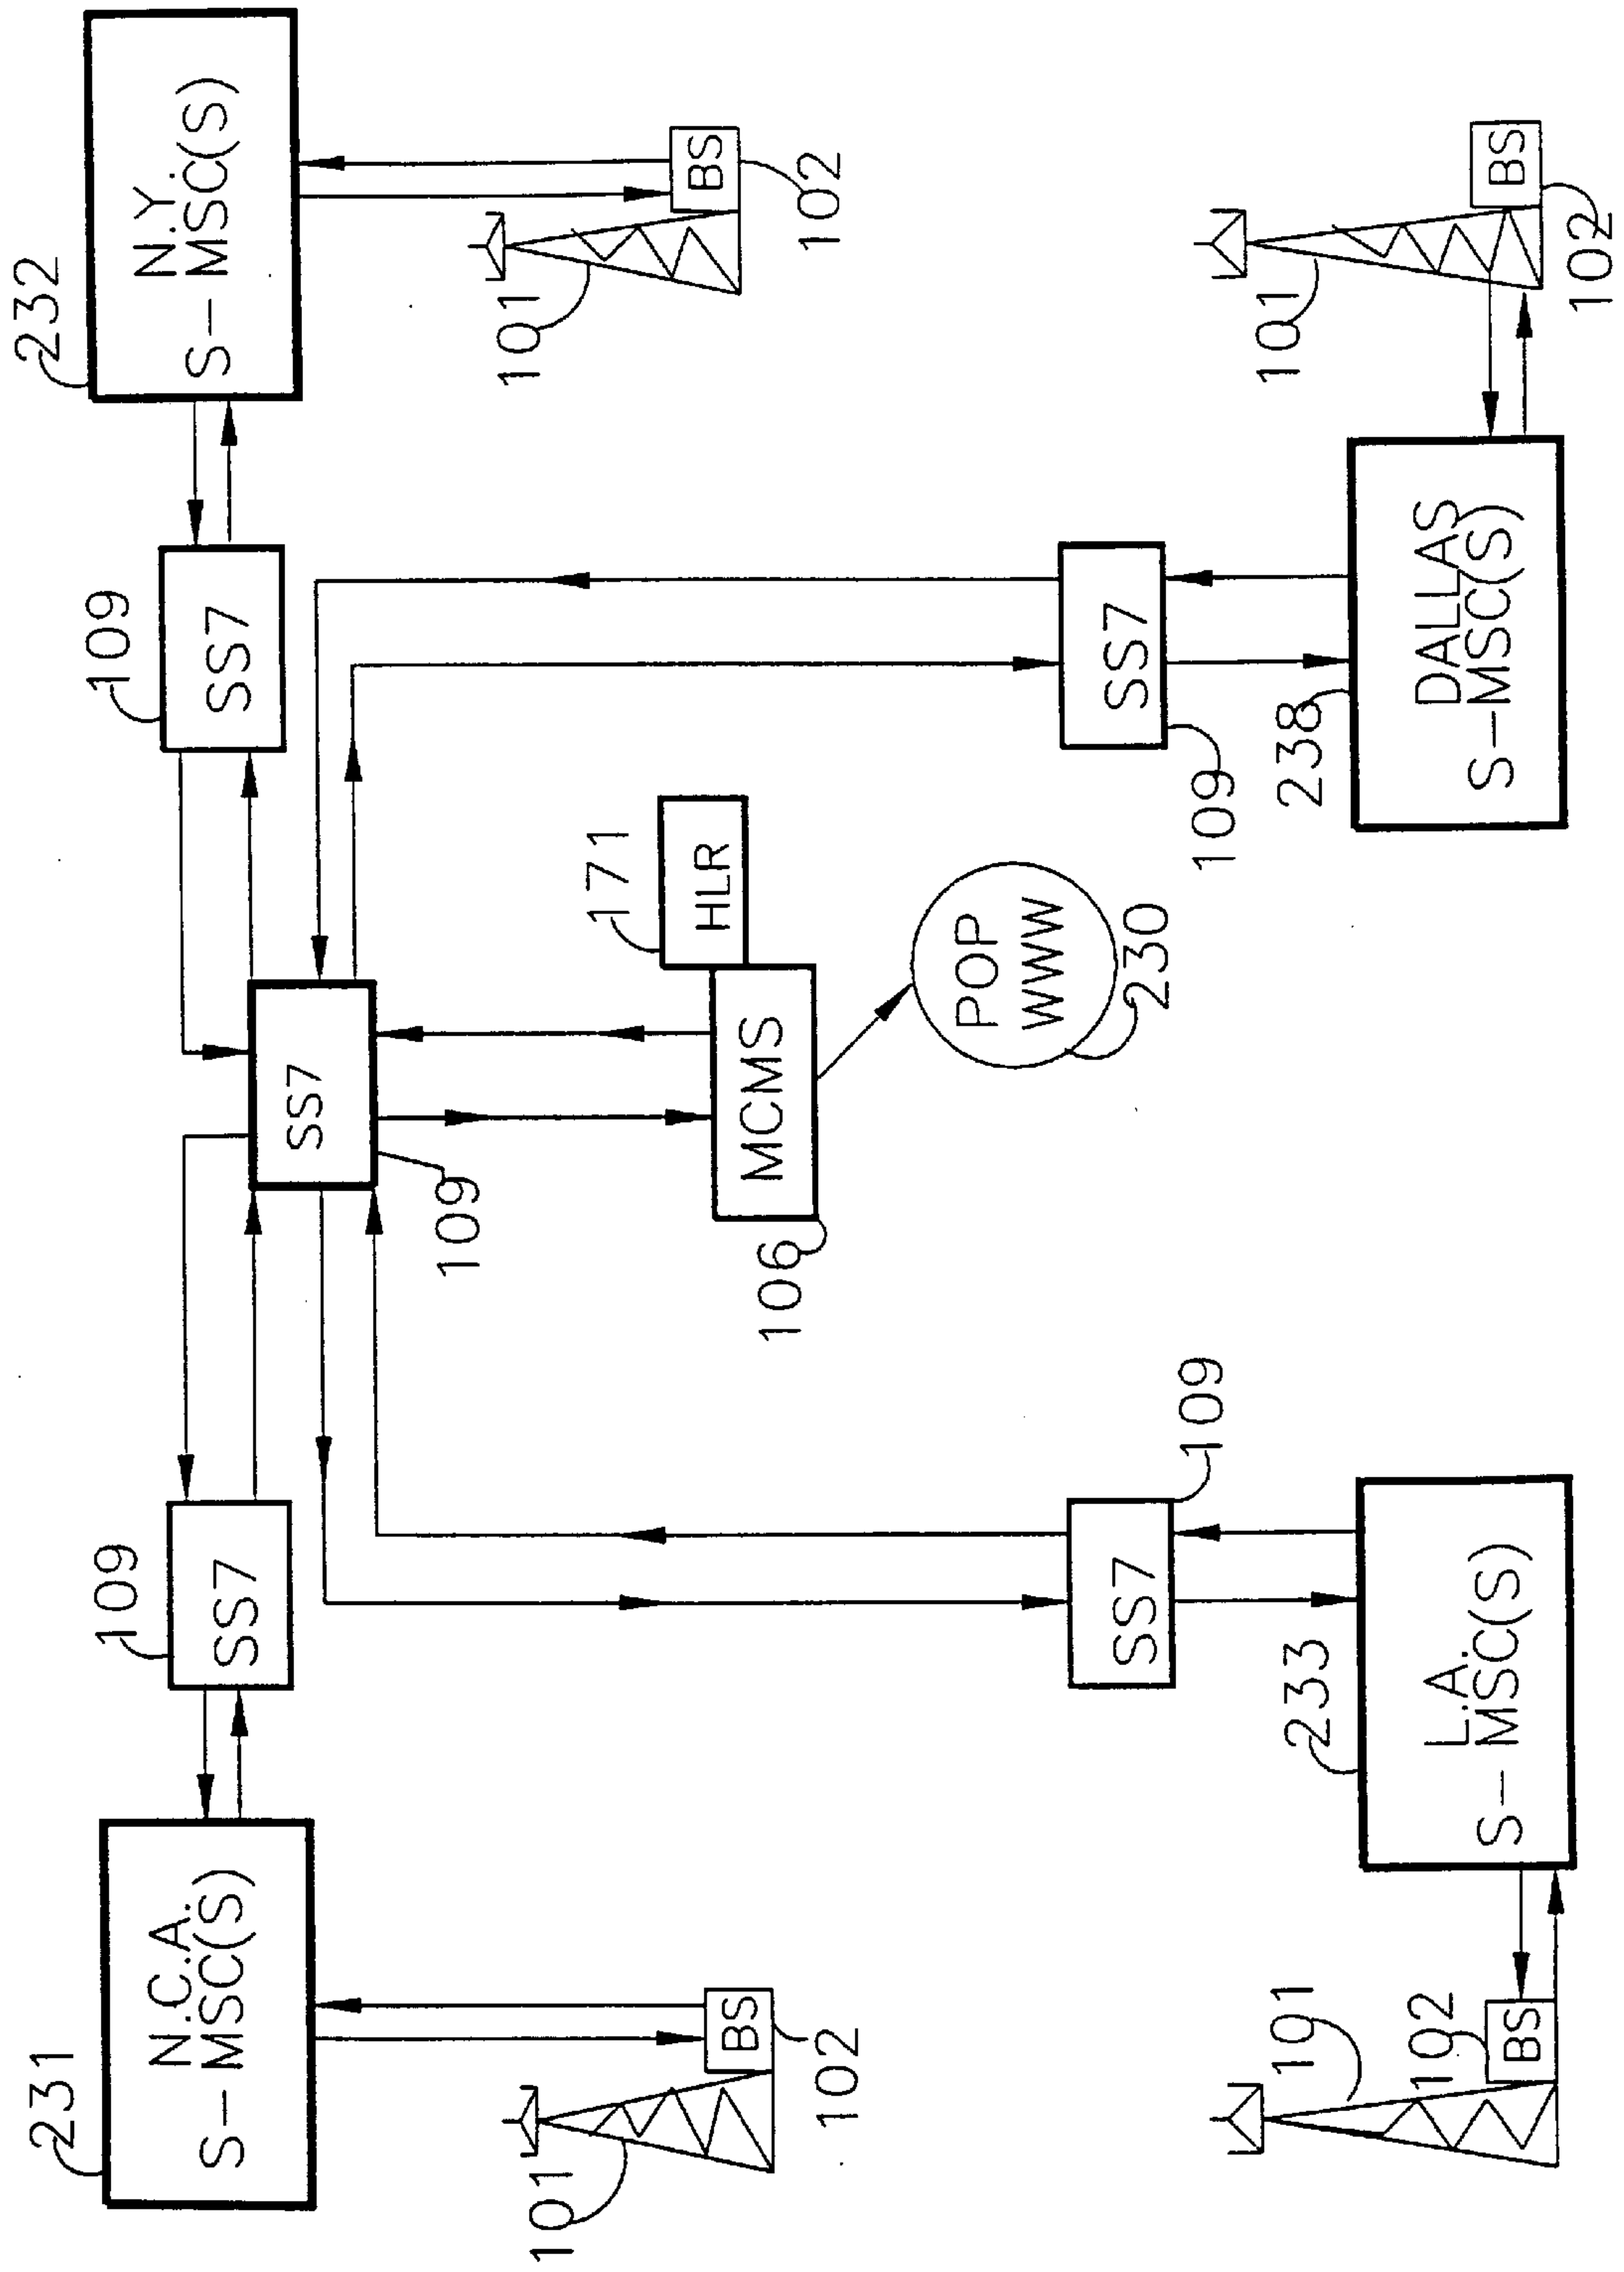 231
N.C.A.
S-MSC(S)
109
SS7
SS7
109
109
SS7
232
N.Y.
S-MSC(S)
101
BS
102
101
BS
102
171
HLR
MCMS
106
POP
WWW
230
109
SS7
SS7
109
101
102
BS
233
L.A.
S-MSC(S)
238
DALLAS
S-MSC(S)
101
BS
102